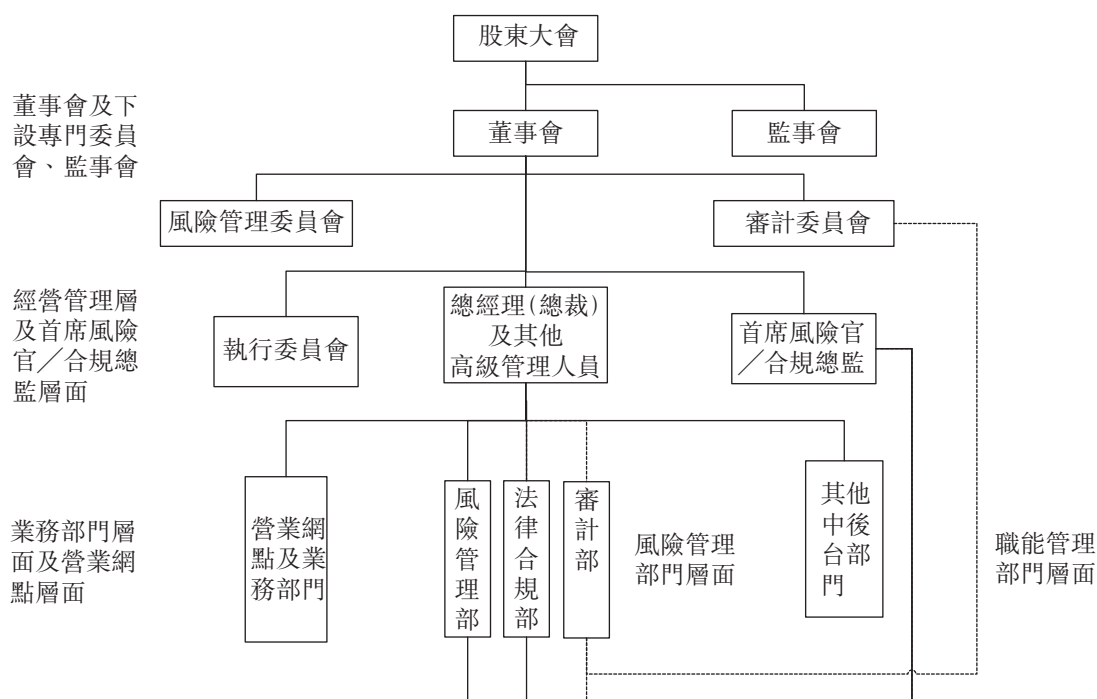 股東大會
董事會及下
設專門委員
會、監事會
董事會
監事會
風險管理委員會
審計委員會
經營管理層
及首席風險
官／合規總
監層面
執行委員會
總經理(總裁)
及其他
高級管理人員
首席風險官
／合規總監
業務部門層
面及營業網
點層面
營業網
點及業
務部門
風
險
管
理
部
法
律
合
規
部
審
計
部
風險管理
部門層面
其他
中後
台部
門
職能管理
部門層面